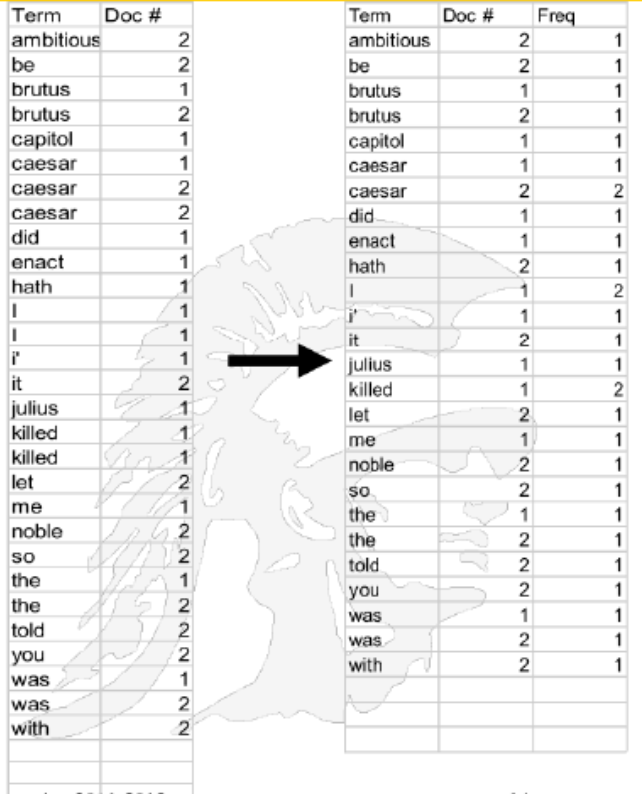 Term Doc #
ambitious 2
be 2
brutus 1
brutus 2
capitol 1
caesar 1
caesar 2
caesar 2
did 1
enact 1
hath 1
I 1
I 1
i' 1
it 2
julius 1
killed 1
killed 1
let 2
me 1
noble 2
so 2
the 1
the 2
told 2
you 2
was 1
was 2
with 2
Term Doc # Freq
ambitious 2 1
be 2 1
brutus 1 1
brutus 2 1
capitol 1 1
caesar 1 1
caesar 2 2
did 1 1
enact 1 1
hath 2 1
I 1 2
i' 1 1
it 2 1
julius 1 1
killed 1 2
let 2 1
me 1 1
noble 2 1
so 2 1
the 1 1
the 2 1
told 2 1
you 2 1
was 1 1
was 2 1
with 2 1